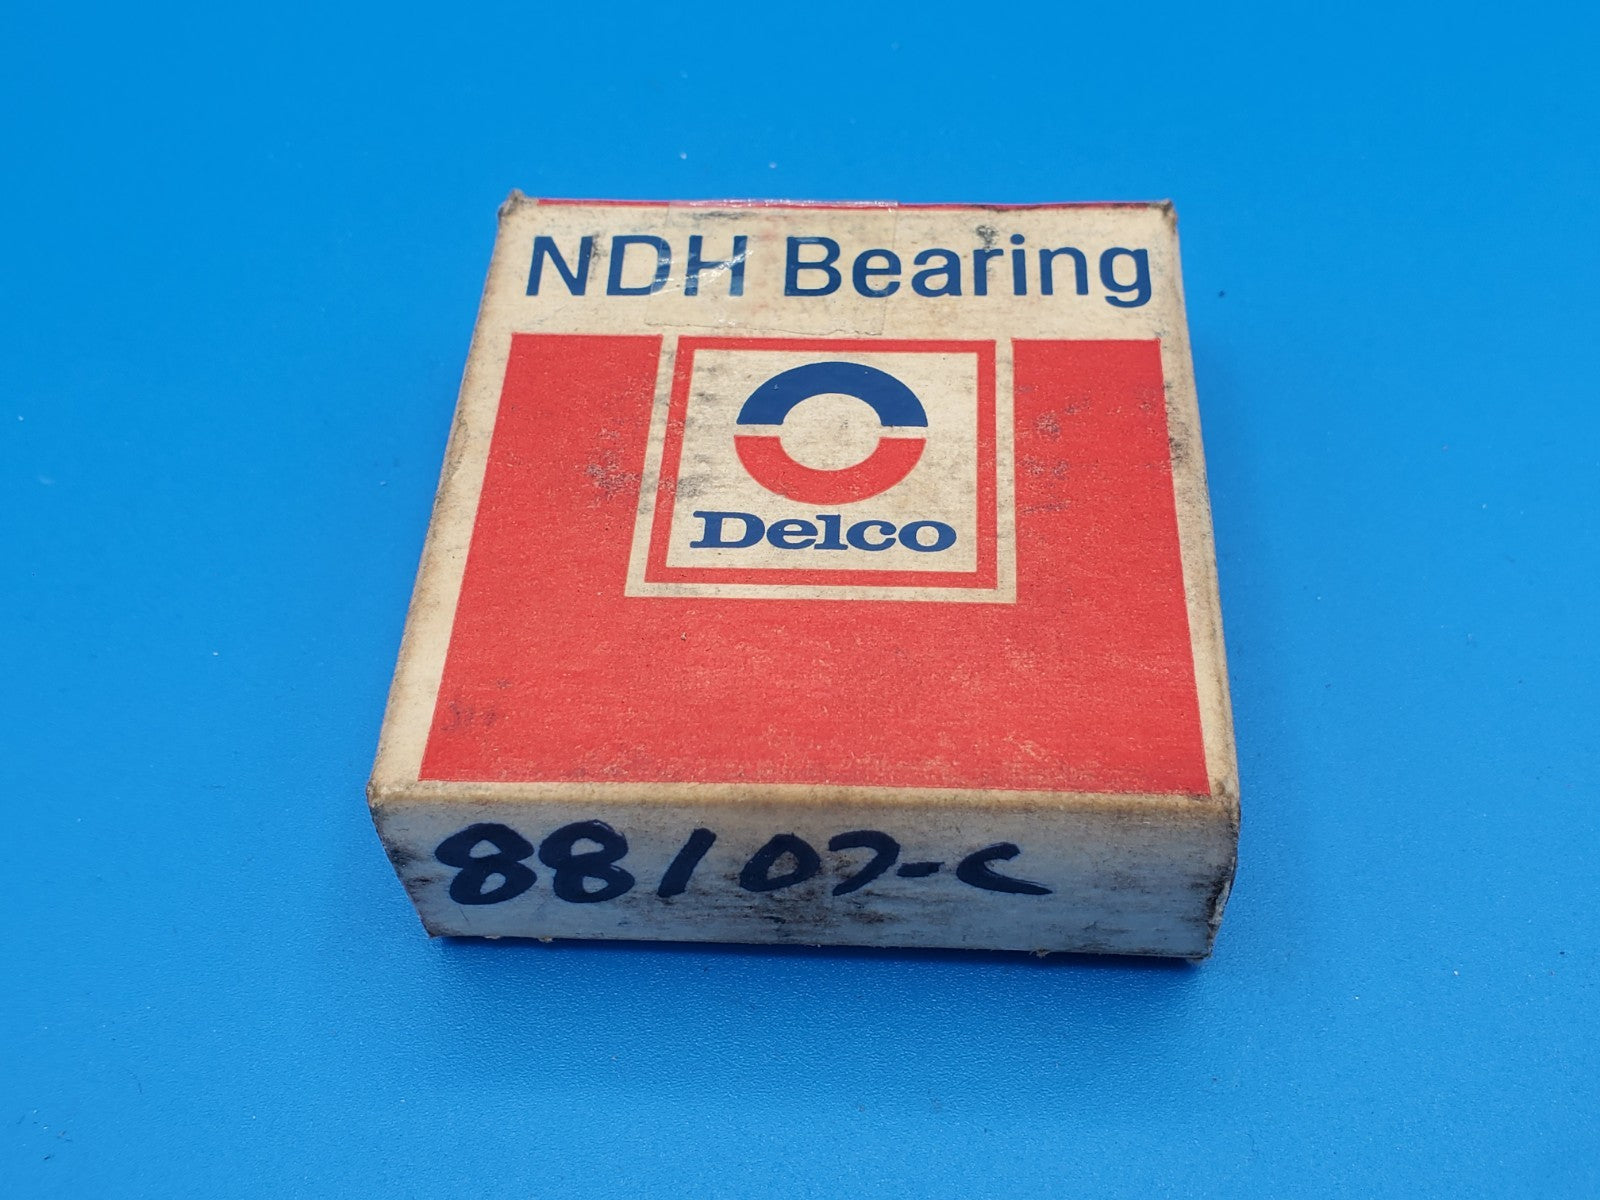 NDH Bearing
Delco
88107-C